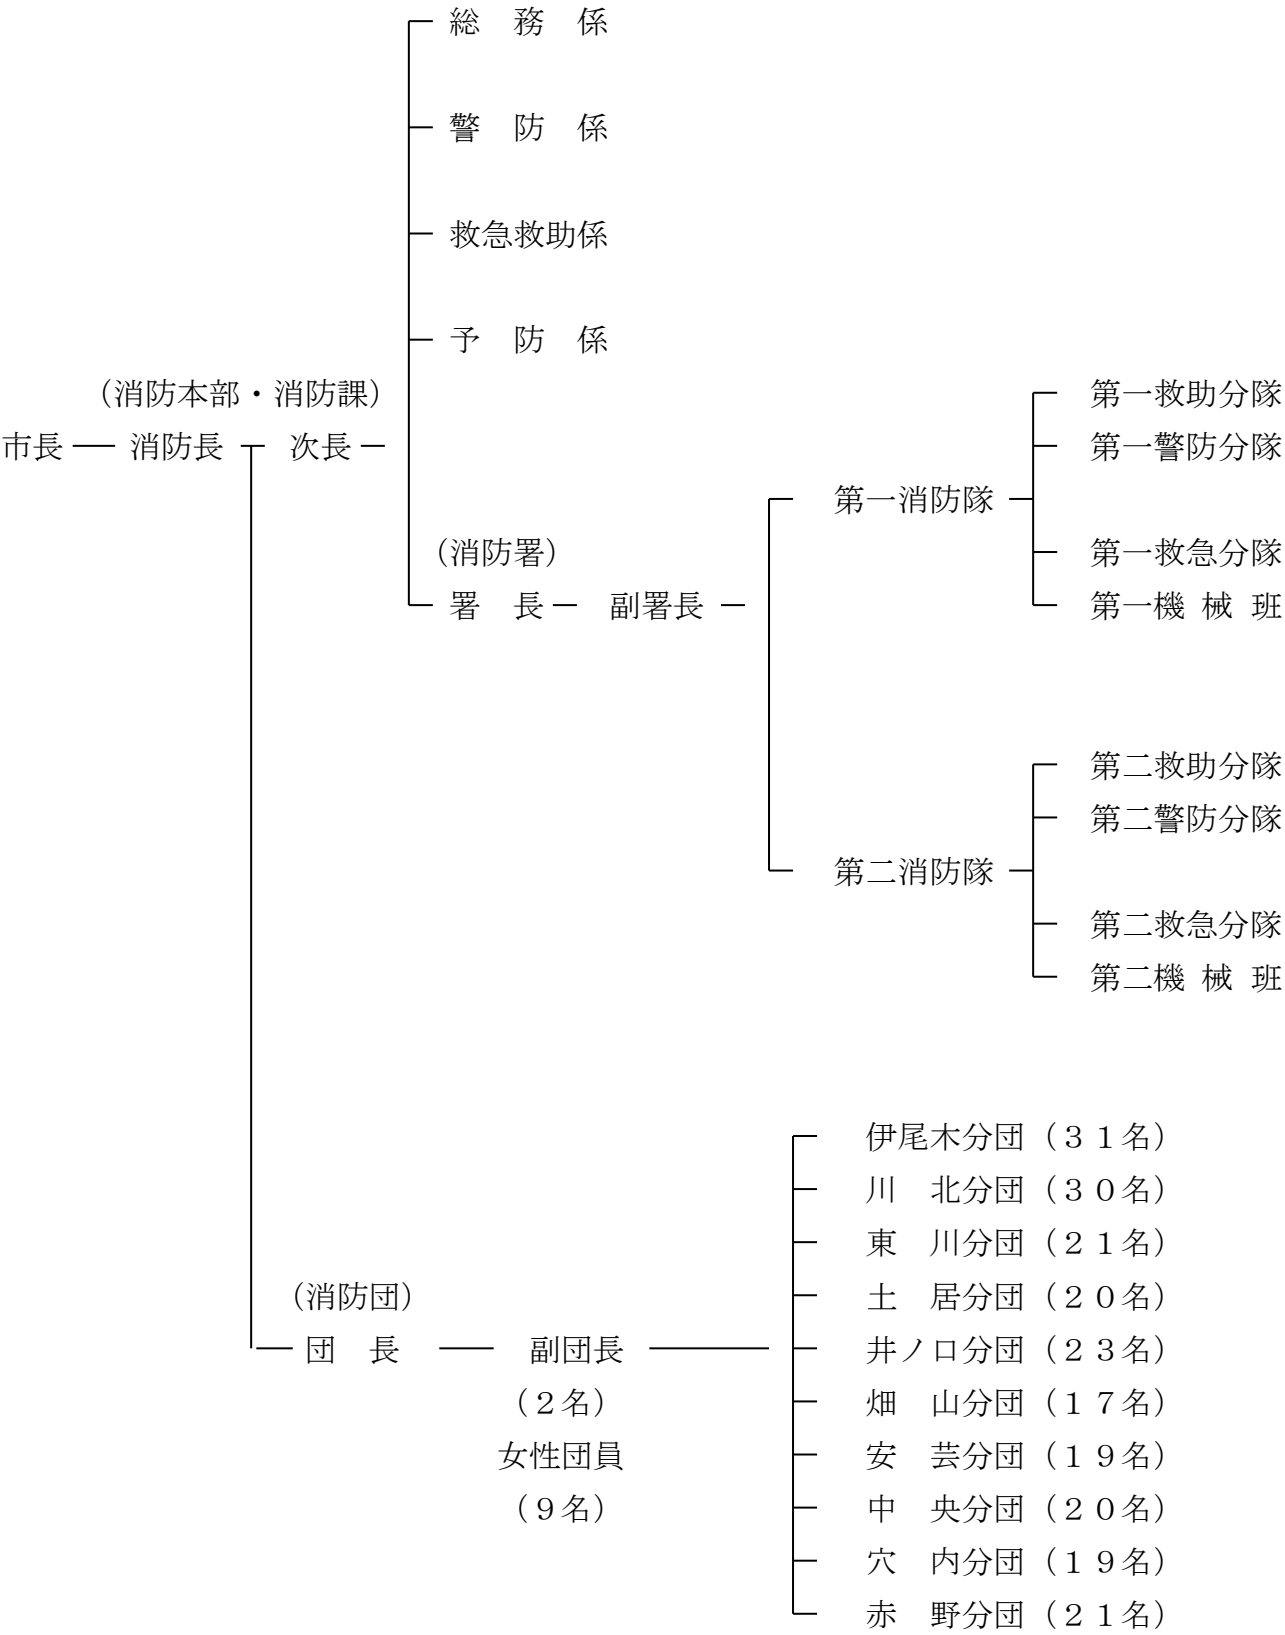 総　務　係
警　防　係
救急救助係
予　防　係
（消防本部・消防課）
市長　消防長　次長
（消防署）
署　長　副署長
第一消防隊
第一救助分隊
第一警防分隊
第一救急分隊
第一機 械 班
第二消防隊
第二救助分隊
第二警防分隊
第二救急分隊
第二機 械 班
（消防団）
団　長　副団長
（２名）
女性団員
（９名）
伊尾木分団（３１名）
川　北分団（３０名）
東　川分団（２１名）
土　居分団（２０名）
井ノ口分団（２３名）
畑　山分団（１７名）
安　芸分団（１９名）
中　央分団（２０名）
穴　内分団（１９名）
赤　野分団（２１名）